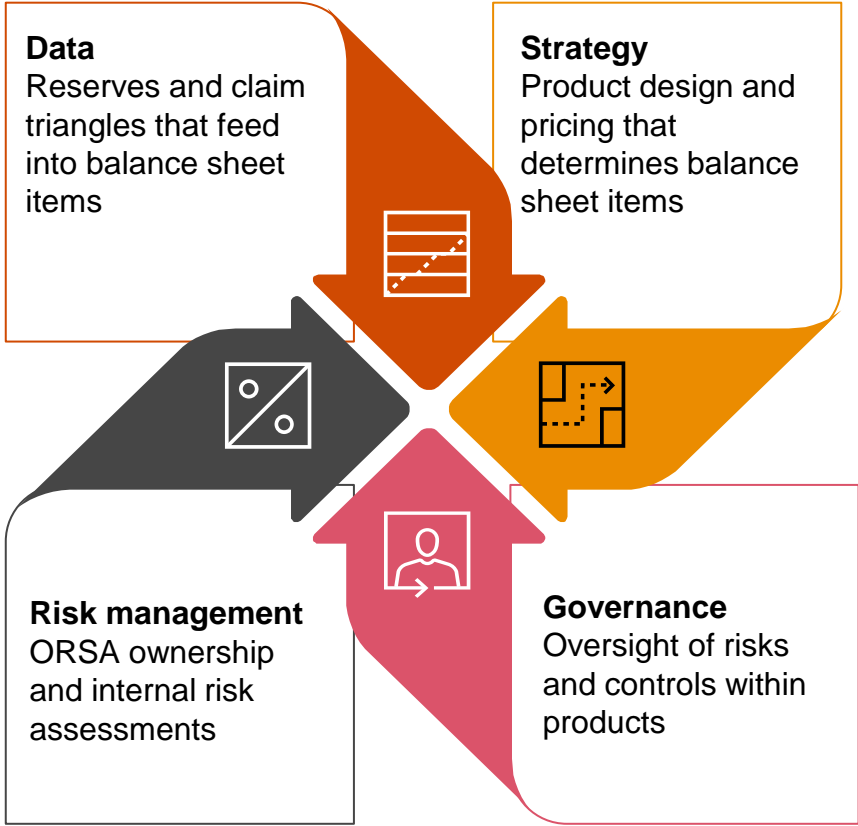 Data
Reserves and claim
triangles that feed
into balance sheet
items
Strategy
Product design and
pricing that
determines balance
sheet items
Risk management
ORSA ownership
and internal risk
assessments
Governance
Oversight of risks
and controls within
products